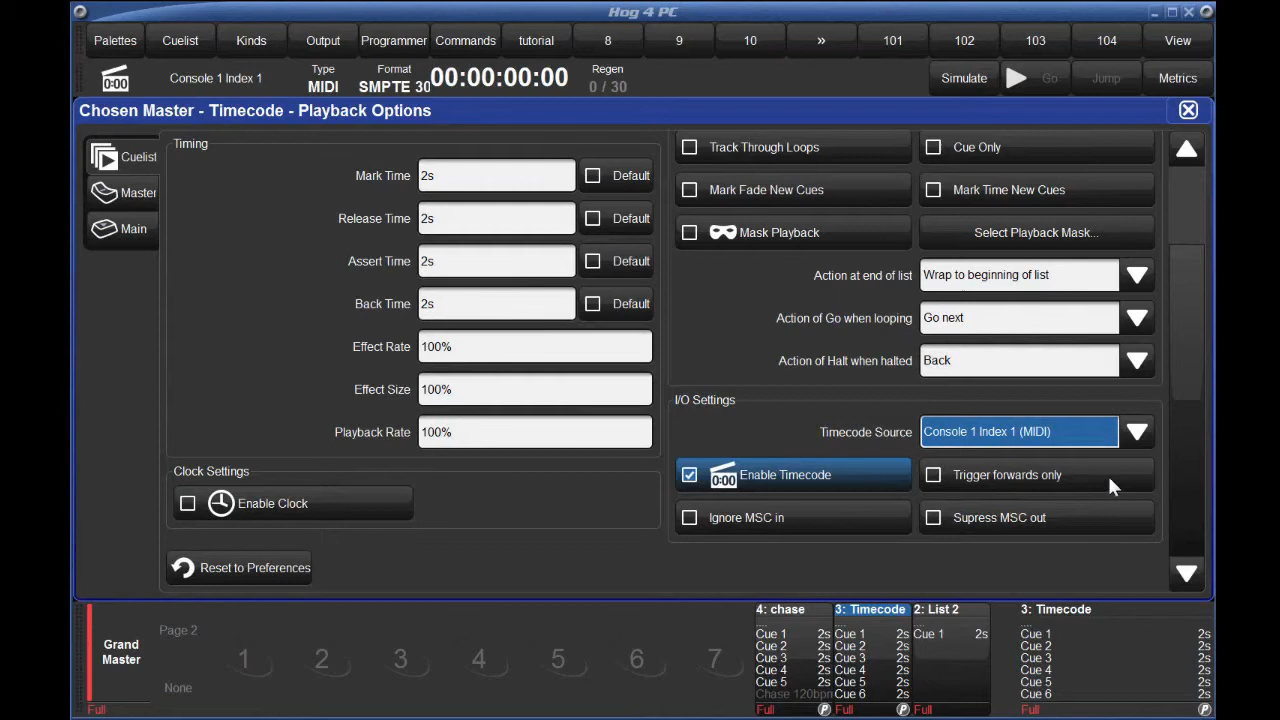 Hog 4 PC
Palettes Cuelist Kinds Output Programmer Commands tutorial 8 9 10 » 101 102 103 104 View
0:00 Console 1 Index 1 Type MIDI Format SMPTE 30 00:00:00:00 Regen 0 / 30 Simulate Go Jump Metrics
Chosen Master - Timecode - Playback Options
Cuelist
Master
Main
Timing
Mark Time 2s Default
Release Time 2s Default
Assert Time 2s Default
Back Time 2s Default
Effect Rate 100%
Effect Size 100%
Playback Rate 100%
Clock Settings
Enable Clock
Reset to Preferences
Track Through Loops Cue Only
Mark Fade New Cues Mark Time New Cues
Mask Playback Select Playback Mask...
Action at end of list Wrap to beginning of list
Action of Go when looping Go next
Action of Halt when halted Back
I/O Settings
Timecode Source Console 1 Index 1 (MIDI)
0:00 Enable Timecode Trigger forwards only
Ignore MSC in Supress MSC out
Grand Master
Full
Page 2
None
1 2 3 4 5 6 7
4: chase
....
Cue 1 2s
Cue 2 2s
Cue 3 2s
Cue 4 2s
Cue 5 2s
Chase 120bpm
Full P
3: Timecode
....
Cue 1 2s
Cue 2 2s
Cue 3 2s
Cue 4 2s
Cue 5 2s
Cue 6 2s
Full P
2: List 2
....
Cue 1 2s
Full
3: Timecode
....
Cue 1 2s
Cue 2 2s
Cue 3 2s
Cue 4 2s
Cue 5 2s
Cue 6 2s
Full P